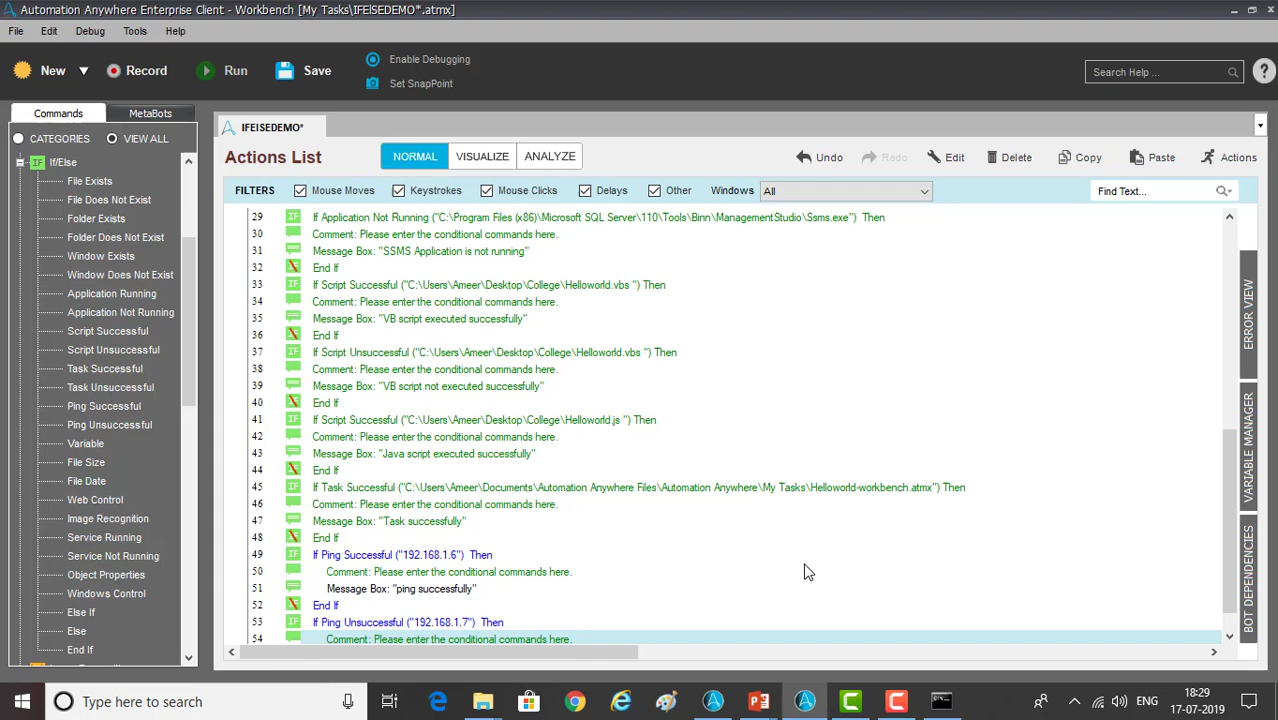 Automation Anywhere Enterprise Client - Workbench [My Tasks\IFElSEDEMO*.atmx]
File Edit Debug Tools Help
New Record Run Save
Enable Debugging
Set SnapPoint
Search Help ...
Commands MetaBots
CATEGORIES VIEW ALL
If/Else
File Exists
File Does Not Exist
Folder Exists
Folder Does Not Exist
Window Exists
Window Does Not Exist
Application Running
Application Not Running
Script Successful
Script Unsuccessful
Task Successful
Task Unsuccessful
Ping Successful
Ping Unsuccessful
Variable
File Size
File Date
Web Control
Image Recognition
Service Running
Service Not Running
Object Properties
Windows Control
Else If
Else
End If
IFElSEDEMO*
Actions List
NORMAL VISUALIZE ANALYZE
Undo Redo Edit Delete Copy Paste Actions
FILTERS Mouse Moves Keystrokes Mouse Clicks Delays Other Windows All Find Text...
29 IF If Application Not Running ("C:\Program Files (x86)\Microsoft SQL Server\110\Tools\Binn\ManagementStudio\Ssms.exe") Then
30 Comment: Please enter the conditional commands here.
31 Message Box: "SSMS Application is not running"
32 End If
33 IF If Script Successful ("C:\Users\Ameer\Desktop\College\Helloworld.vbs ") Then
34 Comment: Please enter the conditional commands here.
35 Message Box: "VB script executed successfully"
36 End If
37 IF If Script Unsuccessful ("C:\Users\Ameer\Desktop\College\Helloworld.vbs ") Then
38 Comment: Please enter the conditional commands here.
39 Message Box: "VB script not executed successfully"
40 End If
41 IF If Script Successful ("C:\Users\Ameer\Desktop\College\Helloworld.js ") Then
42 Comment: Please enter the conditional commands here.
43 Message Box: "Java script executed successfully"
44 End If
45 IF If Task Successful ("C:\Users\Ameer\Documents\Automation Anywhere Files\Automation Anywhere\My Tasks\Helloworld-workbench.atmx") Then
46 Comment: Please enter the conditional commands here.
47 Message Box: "Task successfully"
48 End If
49 IF If Ping Successful ("192.168.1.6") Then
50 Comment: Please enter the conditional commands here.
51 Message Box: "ping successfully"
52 End If
53 IF If Ping Unsuccessful ("192.168.1.7") Then
54 Comment: Please enter the conditional commands here.
ERROR VIEW
VARIABLE MANAGER
BOT DEPENDENCIES
Type here to search
ENG
18:29
17-07-2019